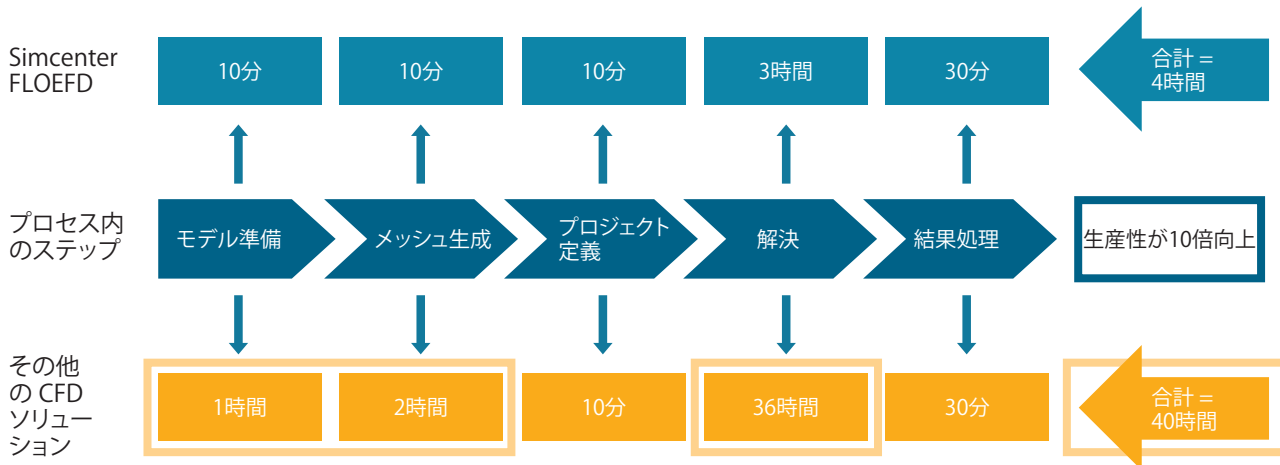 Simcenter
FLOEFD
10分
10分
10分
3時間
30分
合計 =
4時間
プロセス内
のステップ
モデル準備
メッシュ生成
プロジェクト
定義
解決
結果処理
生産性が10倍向上
その他
の CFD
ソリュー
ション
1時間
2時間
10分
36時間
30分
合計 =
40時間